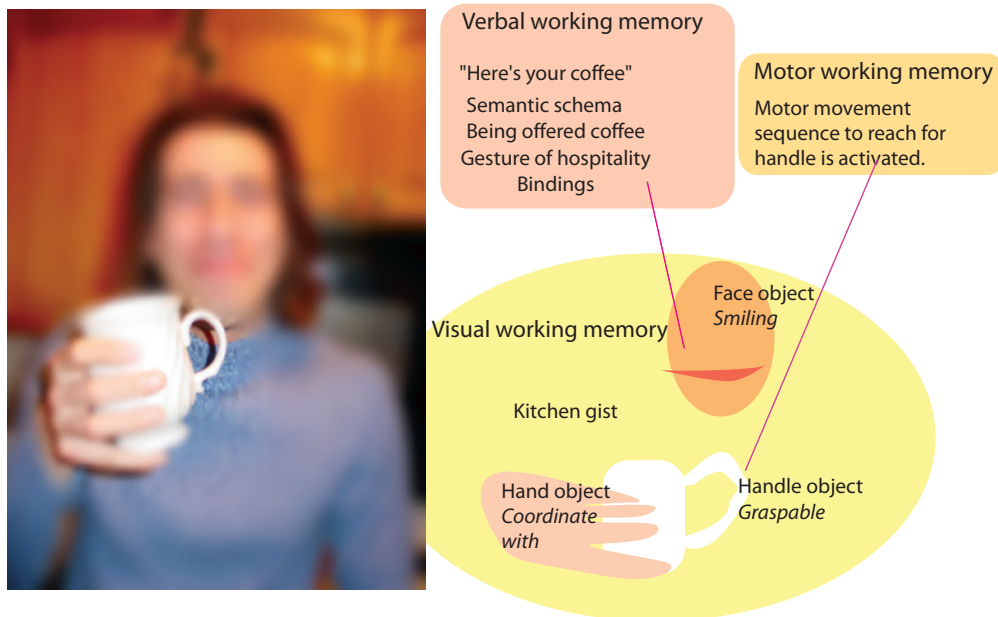 Verbal working memory
"Here's your coffee"
Semantic schema
Being offered coffee
Gesture of hospitality
Bindings
Motor working memory
Motor movement
sequence to reach for
handle is activated.
Visual working memory
Face object
Smiling
Kitchen gist
Hand object
Coordinate
with
Handle object
Graspable